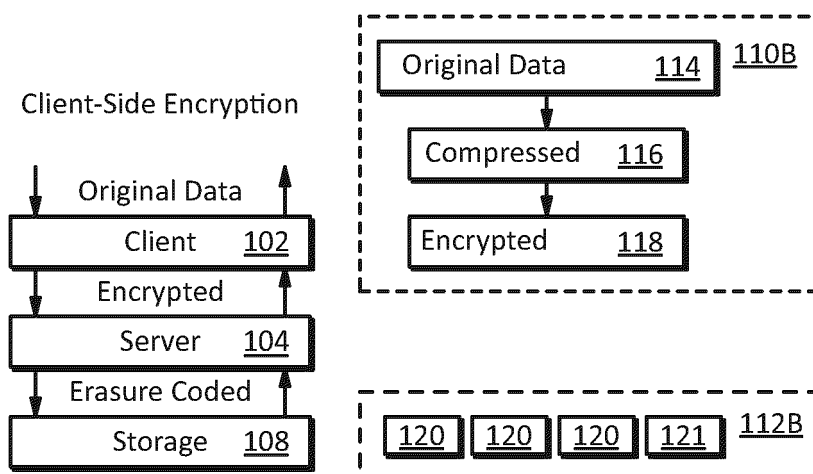 Client-Side Encryption
Original Data
Client 102
Encrypted
Server 104
Erasure Coded
Storage 108
110B
Original Data 114
Compressed 116
Encrypted 118
112B
120 120 120 121